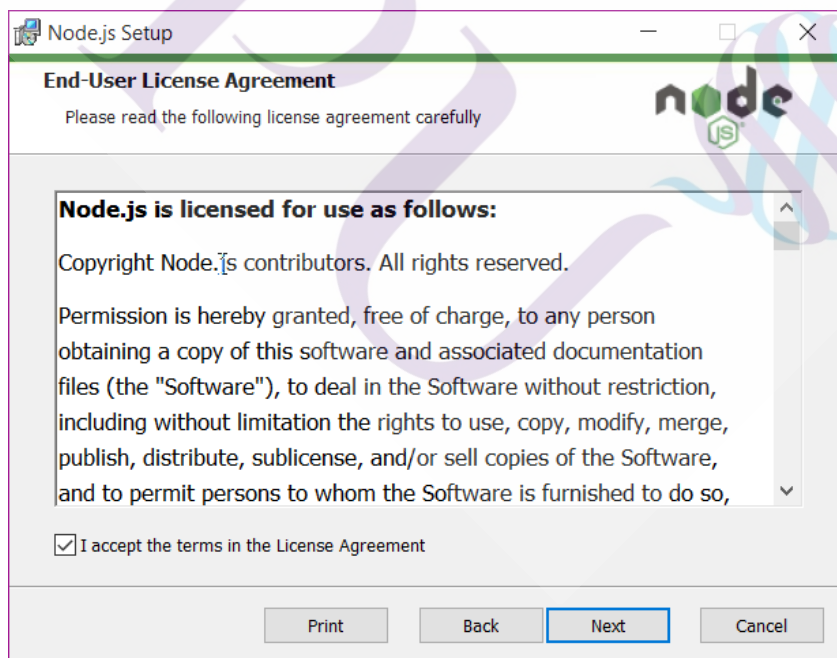 Node.js Setup
End-User License Agreement
Please read the following license agreement carefully
node
JS
Node.js is licensed for use as follows:
Copyright Node.js contributors. All rights reserved.
Permission is hereby granted, free of charge, to any person
obtaining a copy of this software and associated documentation
files (the "Software"), to deal in the Software without restriction,
including without limitation the rights to use, copy, modify, merge,
publish, distribute, sublicense, and/or sell copies of the Software,
and to permit persons to whom the Software is furnished to do so,
I accept the terms in the License Agreement
Print
Back
Next
Cancel